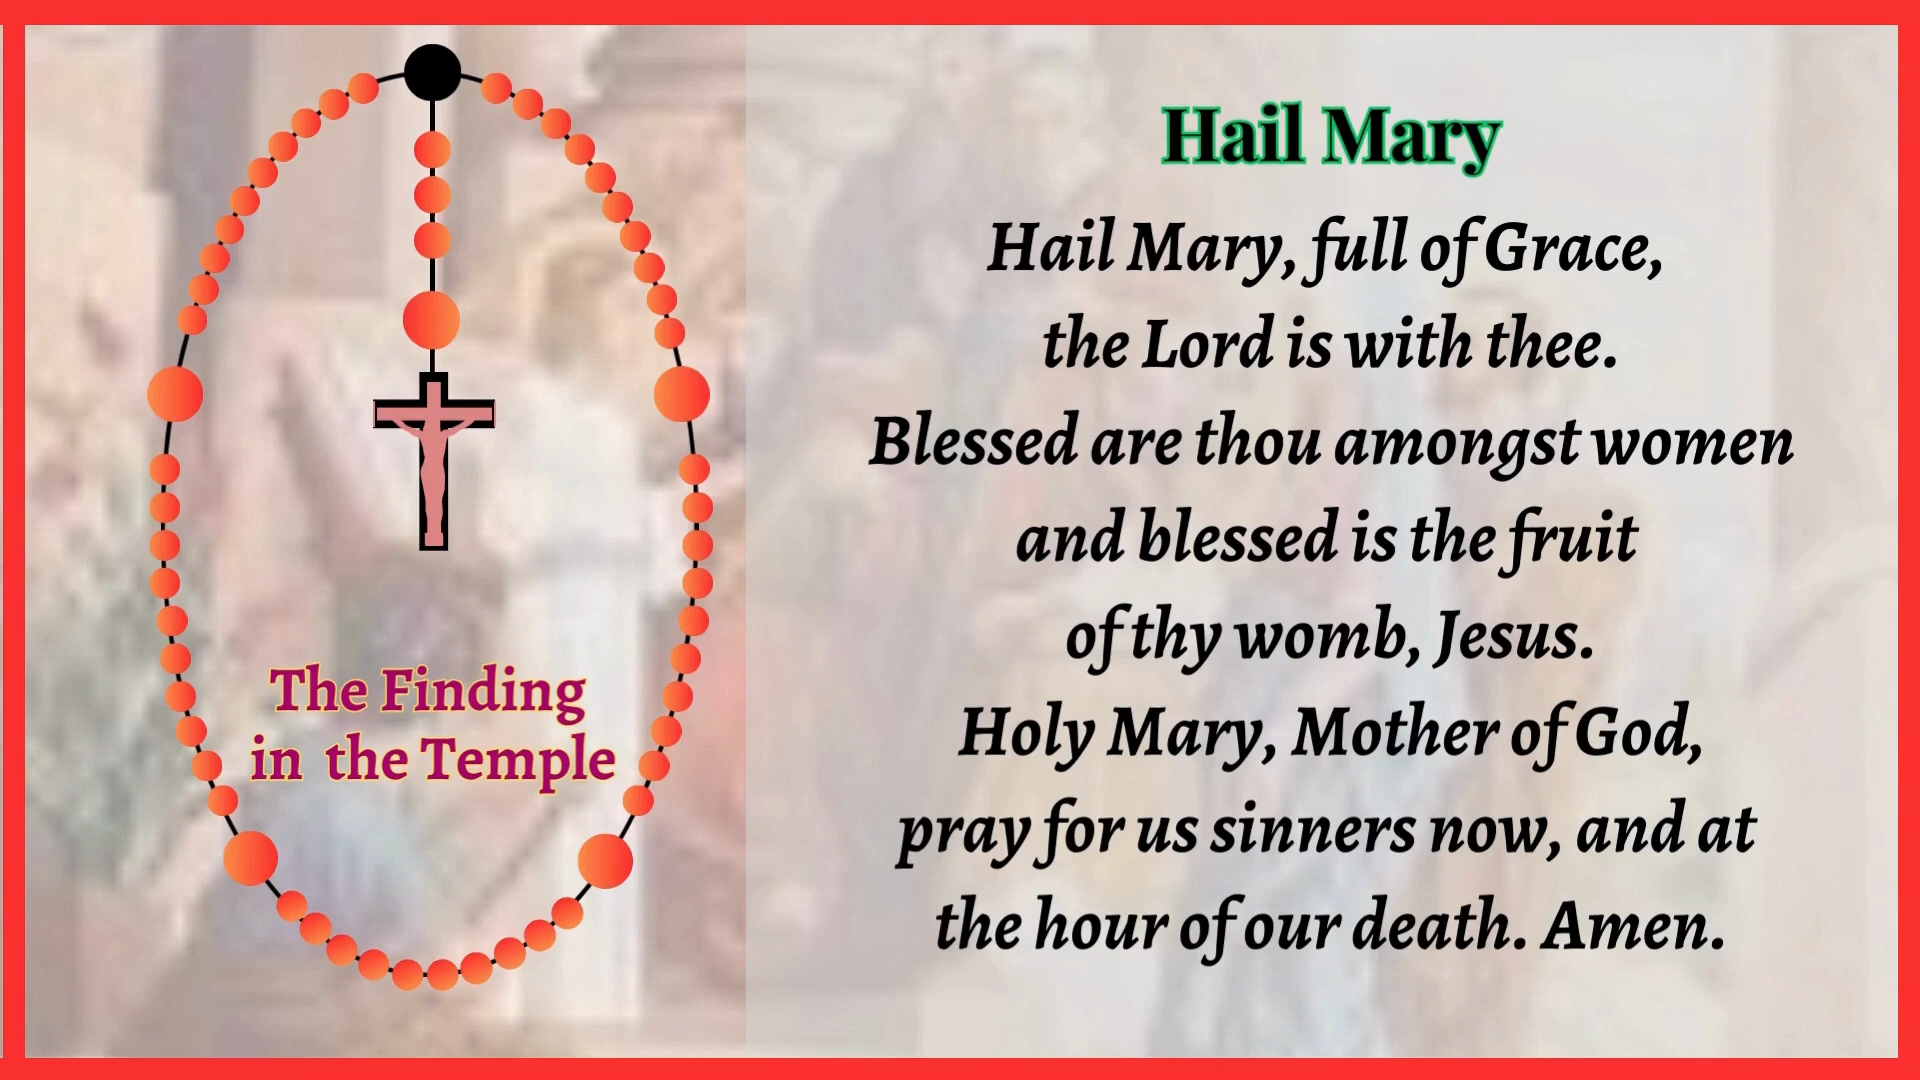 The Finding
in the Temple
Hail Mary
Hail Mary, full of Grace,
the Lord is with thee.
Blessed are thou amongst women
and blessed is the fruit
of thy womb, Jesus.
Holy Mary, Mother of God,
pray for us sinners now, and at
the hour of our death. Amen.